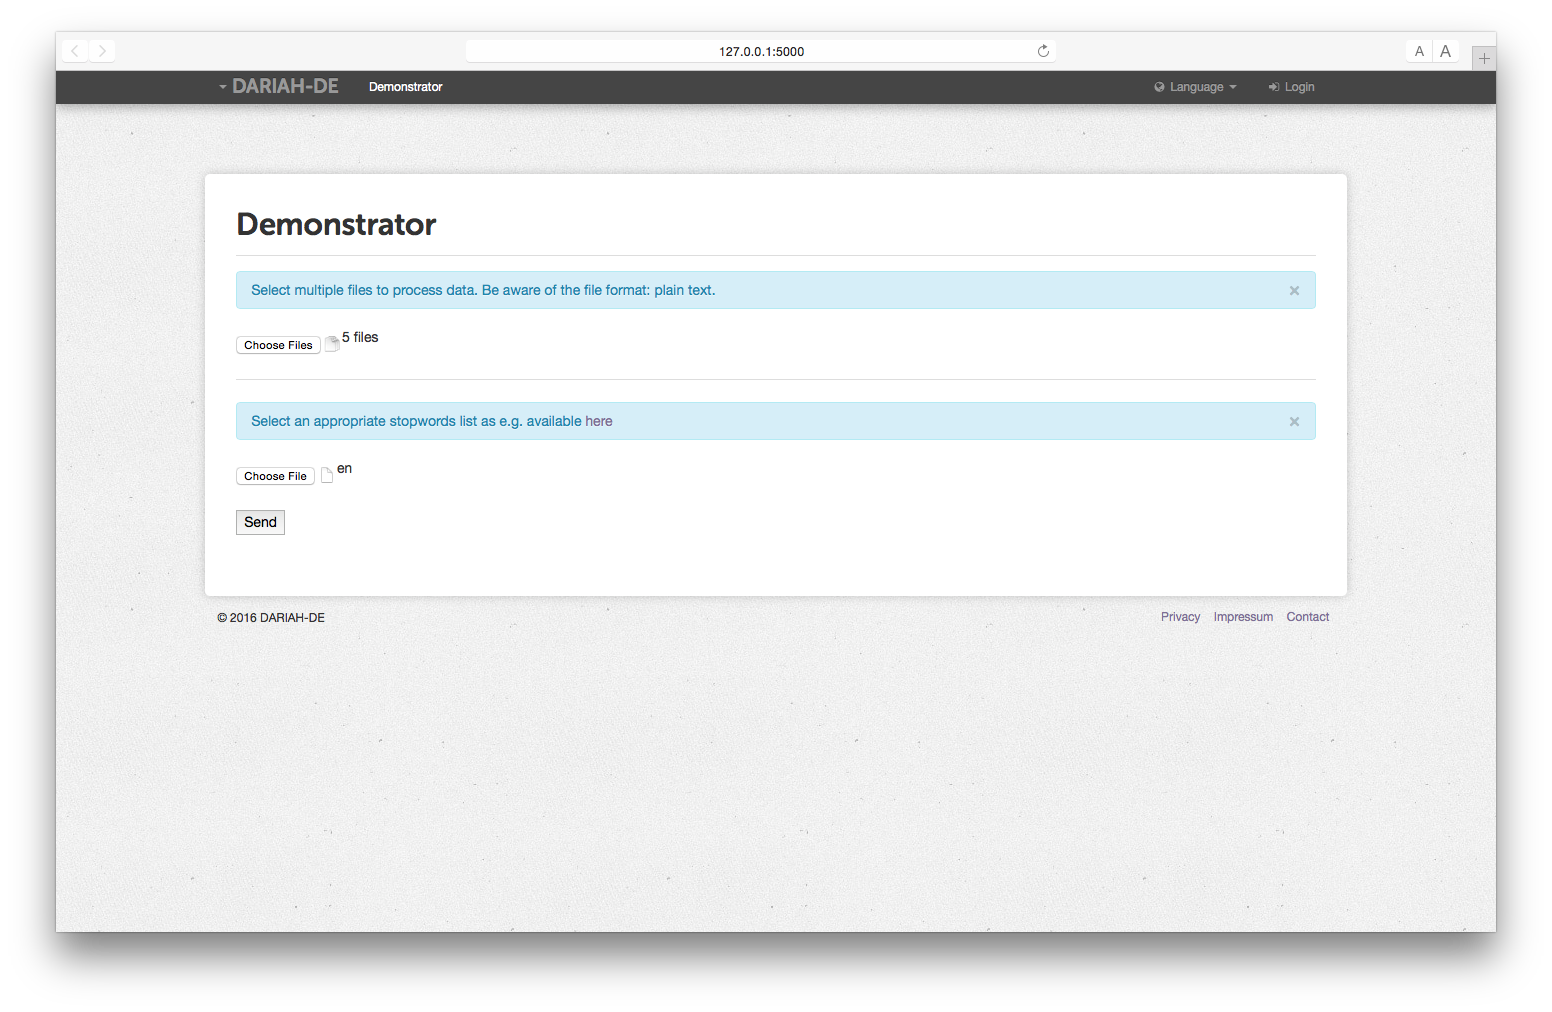 127.0.0.1:5000
A A
DARIAH-DE Demonstrator Language Login
Demonstrator
Select multiple files to process data. Be aware of the file format: plain text. ×
Choose Files 5 files
Select an appropriate stopwords list as e.g. available here ×
Choose File en
Send
© 2016 DARIAH-DE Privacy Impressum Contact